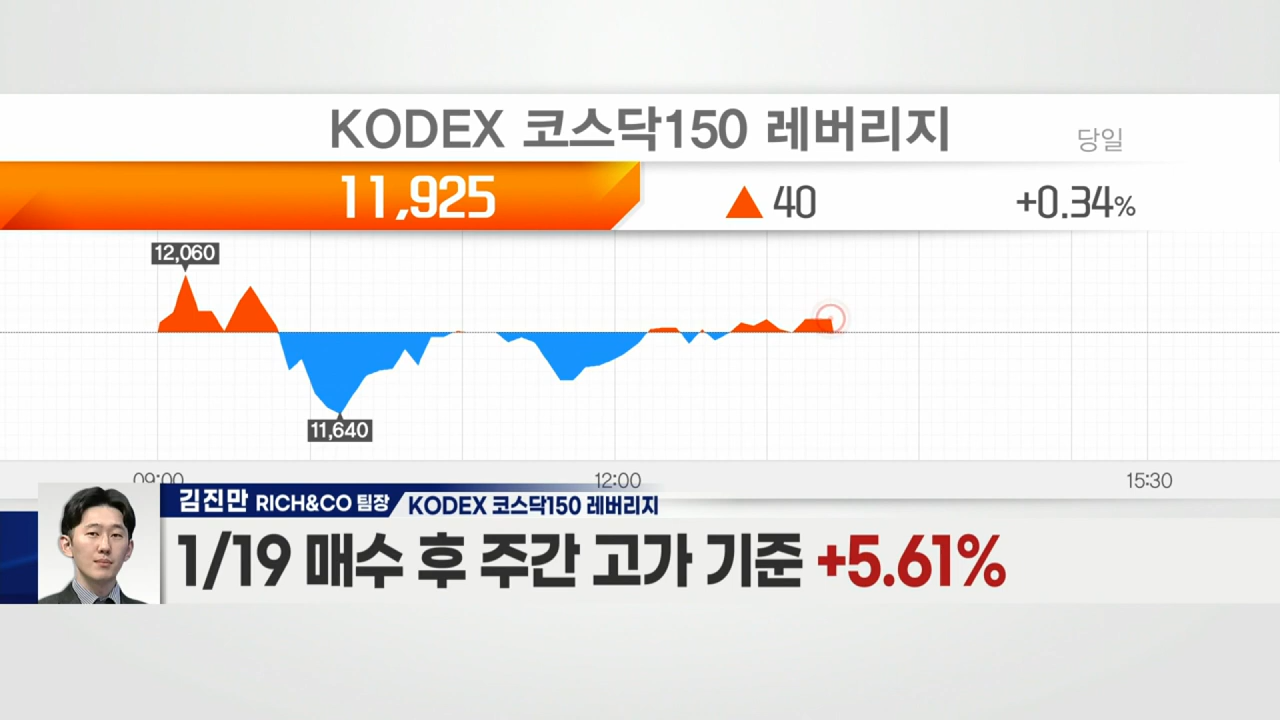 KODEX 코스닥150 레버리지
당일
11,925 ▲ 40 +0.34%
12,060
11,640
09:00 12:00 15:30
김진만 RICH&CO 팀장 KODEX 코스닥150 레버리지
1/19 매수 후 주간 고가 기준 +5.61%